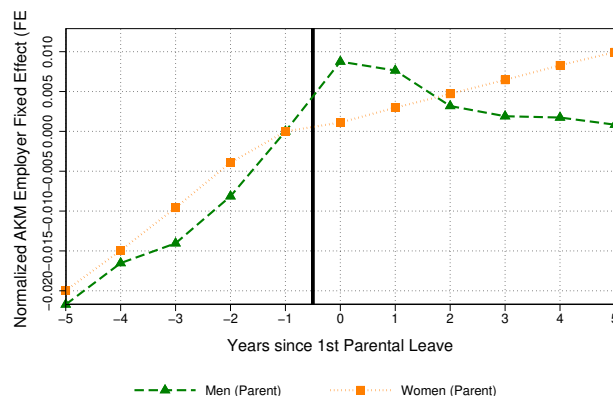 Normalized AKM Employer Fixed Effect (FE
0.010
0.005
0.000
−0.005
−0.010
−0.015
−0.020
−5 −4 −3 −2 −1 0 1 2 3 4 5
Years since 1st Parental Leave
Men (Parent) Women (Parent)